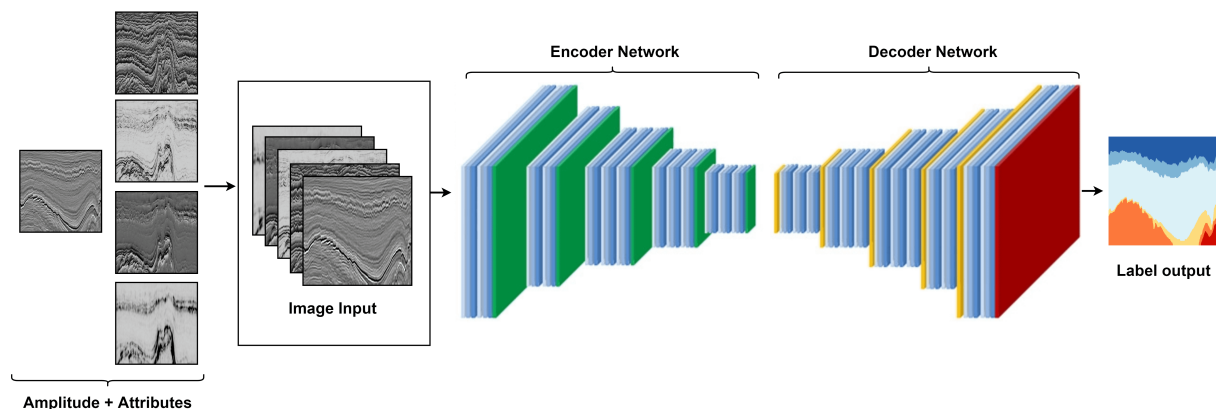 Encoder Network
Decoder Network
Image Input
Label output
Amplitude + Attributes